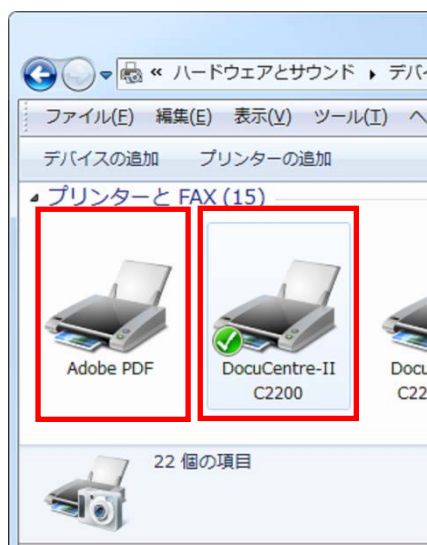 « ハードウェアとサウンド ▸ デバイ
ファイル(F) 編集(E) 表示(V) ツール(T) ヘ
デバイスの追加 プリンターの追加
プリンターと FAX (15)
Adobe PDF
DocuCentre-II
C2200
Docu
C22
22 個の項目